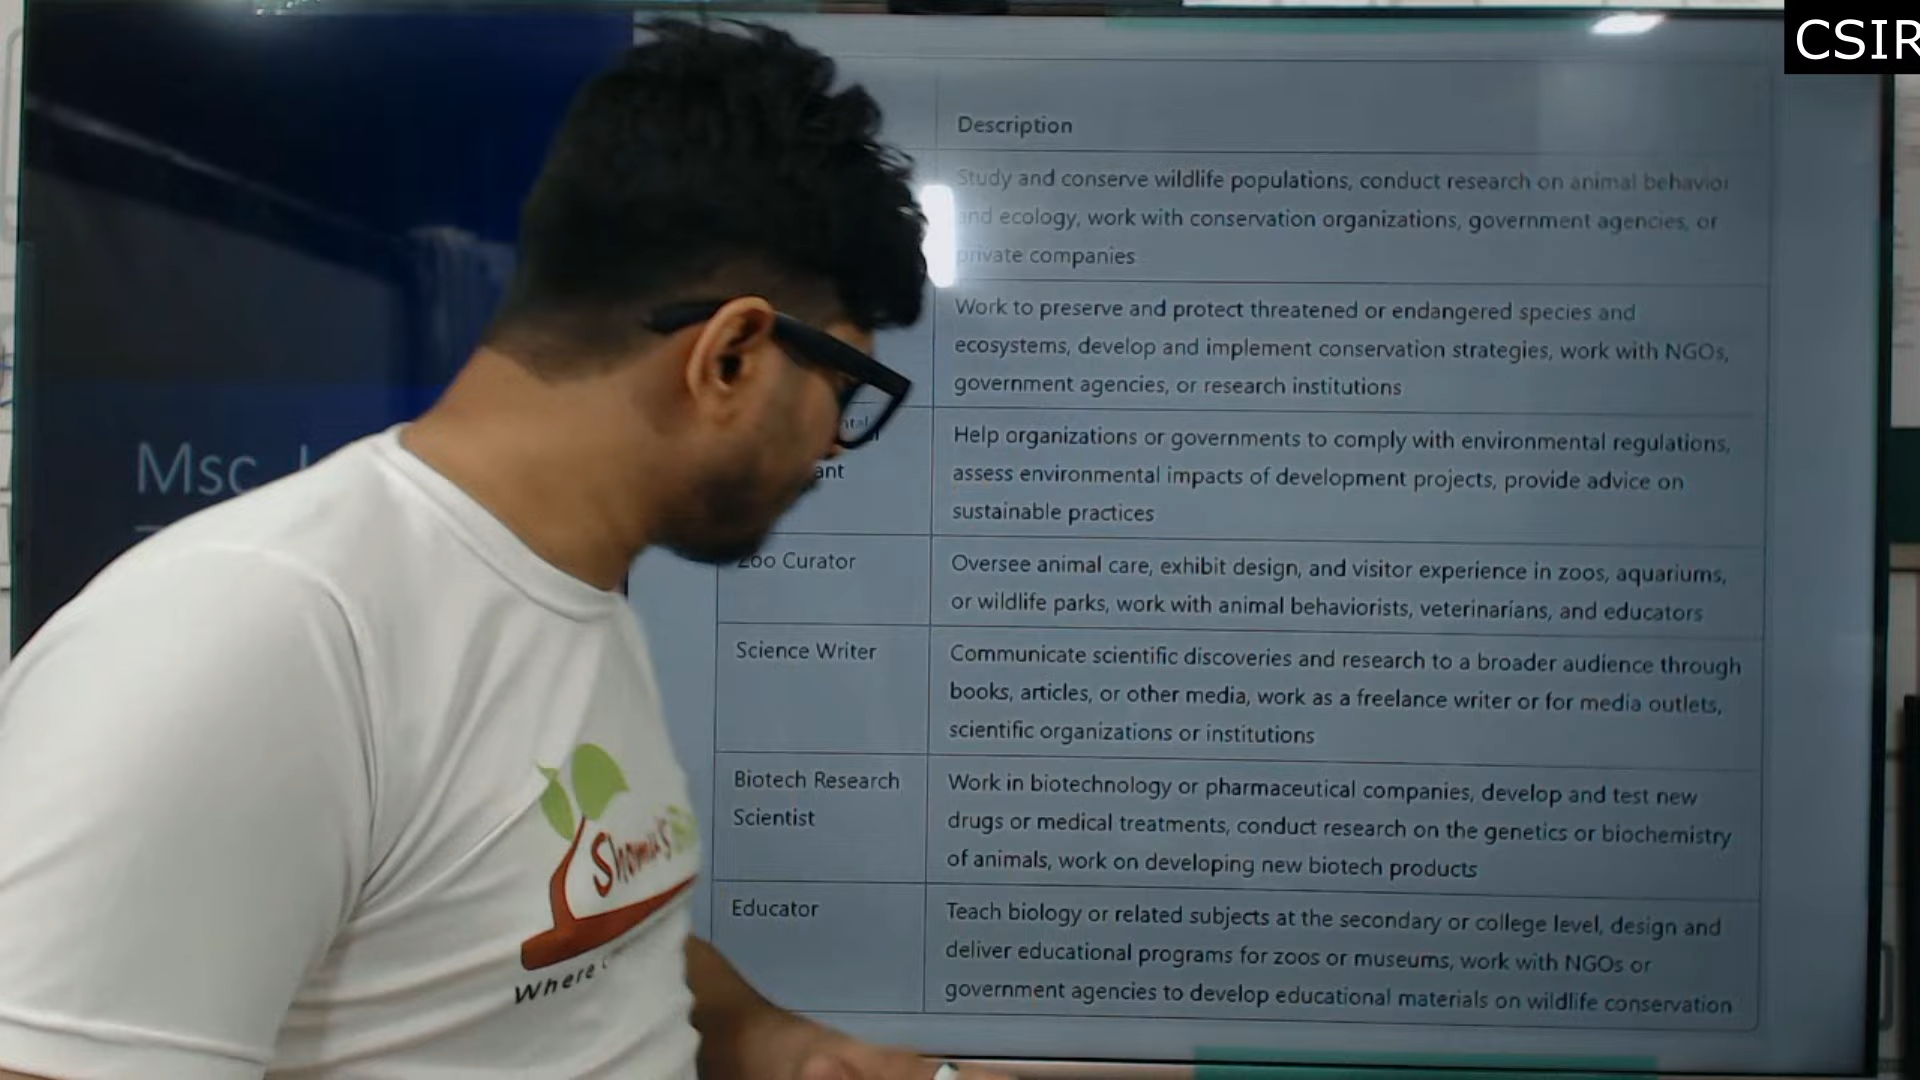 CSIR
Description
Study and conserve wildlife populations, conduct research on animal behavior
and ecology, work with conservation organizations, government agencies, or
private companies
Work to preserve and protect threatened or endangered species and
ecosystems, develop and implement conservation strategies, work with NGOs,
government agencies, or research institutions
Help organizations or governments to comply with environmental regulations,
assess environmental impacts of development projects, provide advice on
sustainable practices
Msc
Zoo Curator
Oversee animal care, exhibit design, and visitor experience in zoos, aquariums,
or wildlife parks, work with animal behaviorists, veterinarians, and educators
Science Writer
Communicate scientific discoveries and research to a broader audience through
books, articles, or other media, work as a freelance writer or for media outlets,
scientific organizations or institutions
Biotech Research
Scientist
Work in biotechnology or pharmaceutical companies, develop and test new
drugs or medical treatments, conduct research on the genetics or biochemistry
of animals, work on developing new biotech products
Educator
Teach biology or related subjects at the secondary or college level, design and
deliver educational programs for zoos or museums, work with NGOs or
government agencies to develop educational materials on wildlife conservation
Shomu's
Where